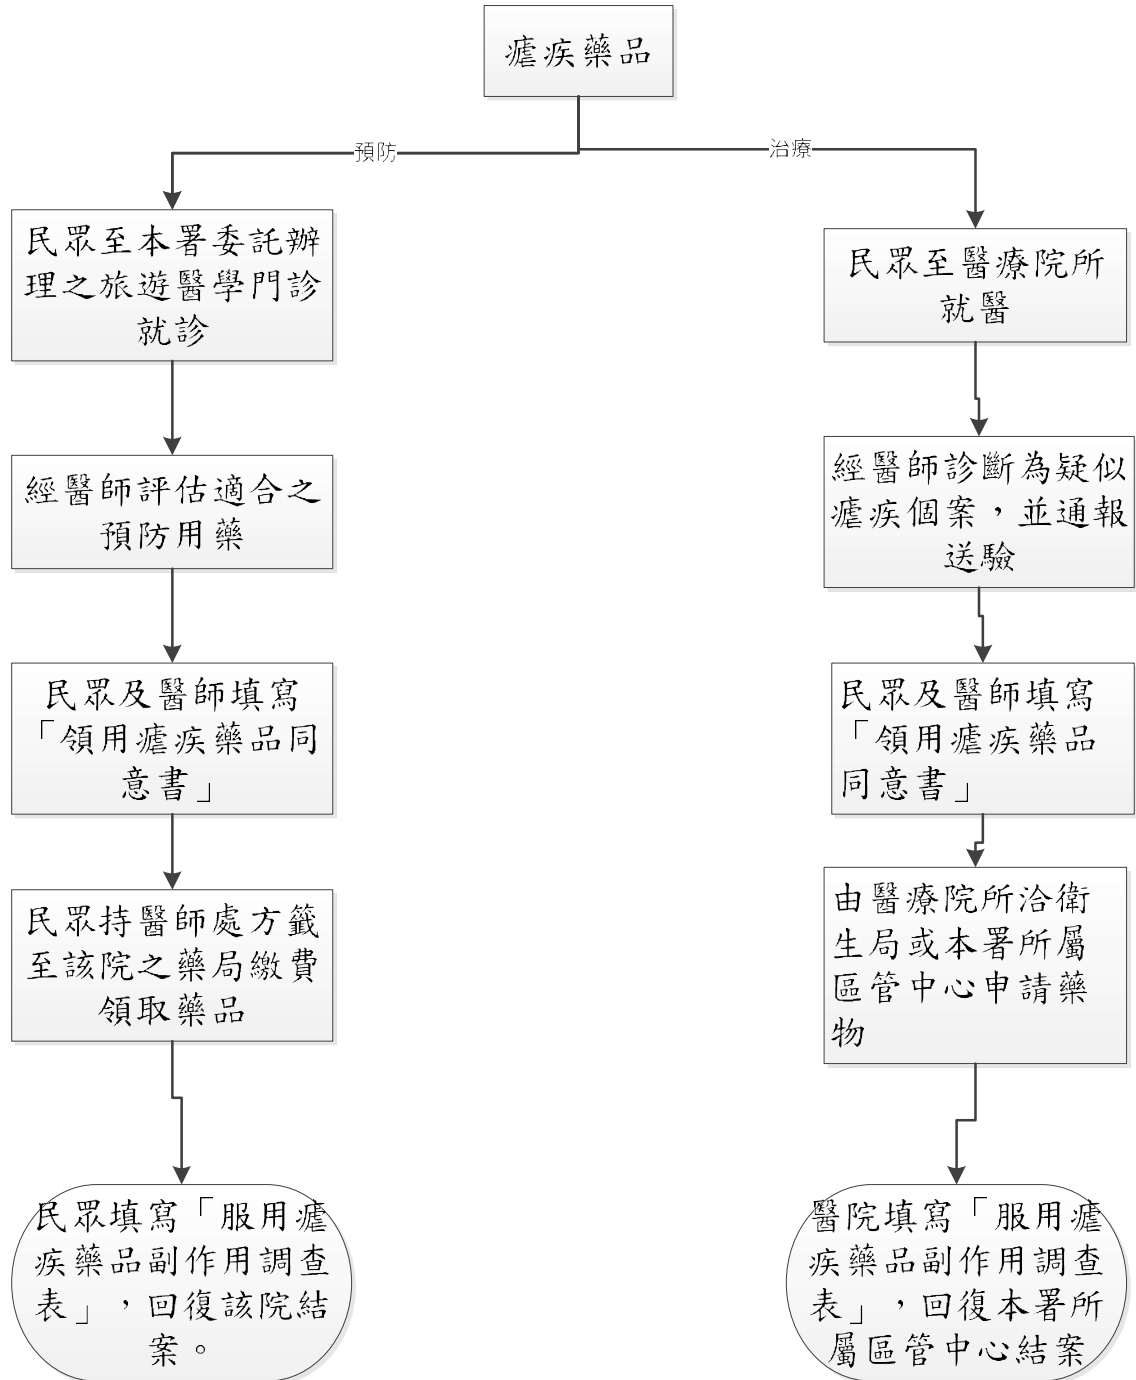 瘧疾藥品
預防
治療
民眾至本署委託辦
理之旅遊醫學門診
就診
經醫師評估適合之
預防用藥
民眾及醫師填寫
「領用瘧疾藥品同
意書」
民眾持醫師處方籤
至該院之藥局繳費
領取藥品
民眾填寫「服用瘧
疾藥品副作用調查
表」，回復該院結
案。
民眾至醫療院所
就醫
經醫師診斷為疑似
瘧疾個案，並通報
送驗
民眾及醫師填寫
「領用瘧疾藥品
同意書」
由醫療院所洽衛
生局或本署所屬
區管中心申請藥
物
醫院填寫「服用瘧
疾藥品副作用調查
表」，回復本署所
屬區管中心結案